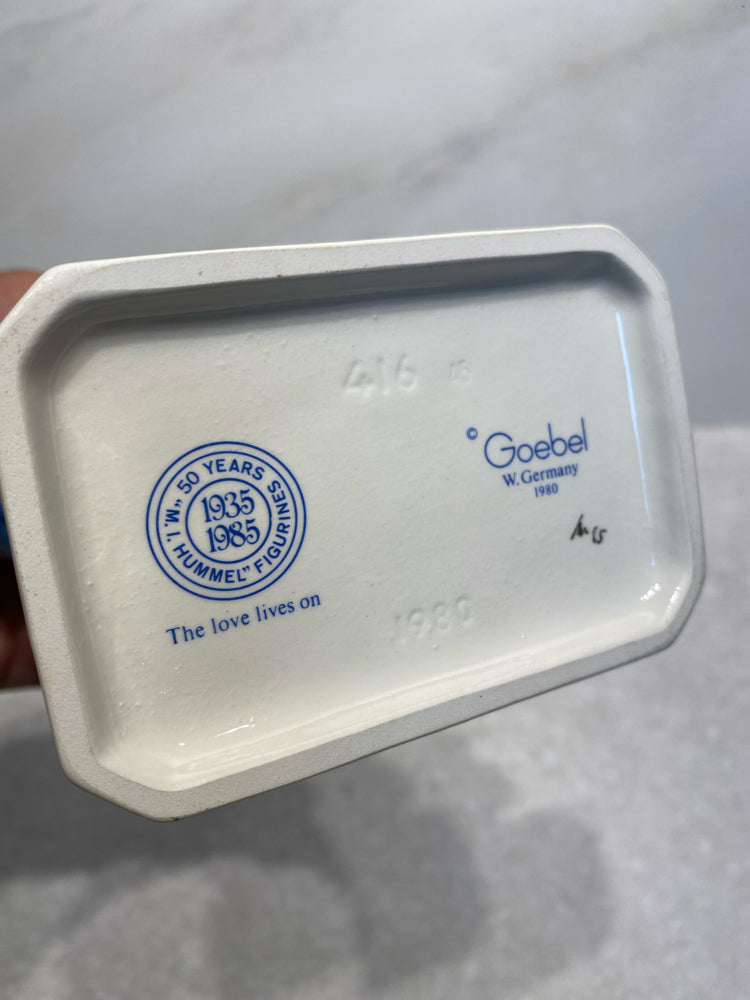 416
© Goebel
W. Germany
1980
"M. I. HUMMEL" FIGURINES
50 YEARS
1935
1985
The love lives on
1980